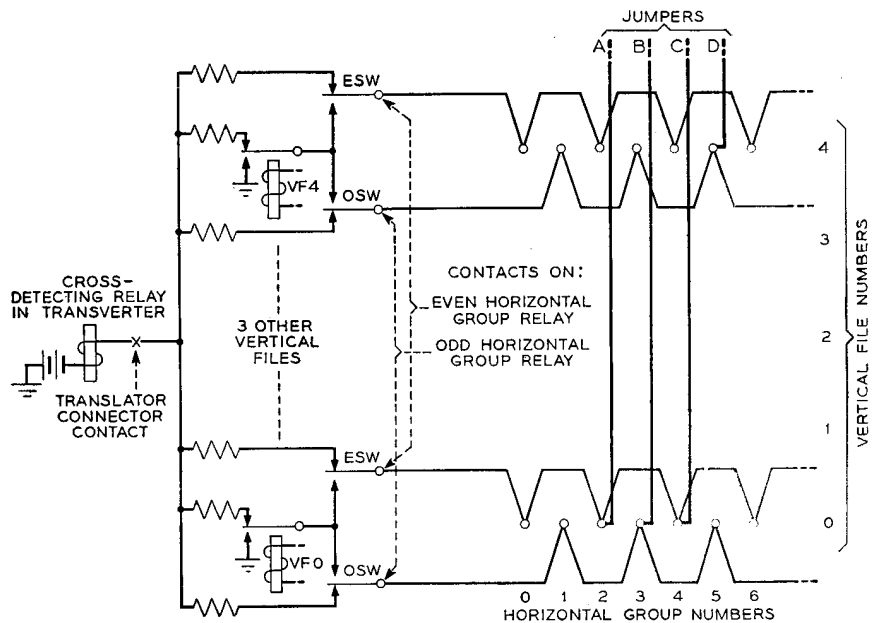 JUMPERS
A B C D
ESW
VF4
OSW
4
3
2
1
0
VERTICAL FILE NUMBERS
CROSS-
DETECTING RELAY
IN TRANSVERTER
TRANSLATOR
CONNECTOR
CONTACT
3 OTHER
VERTICAL
FILES
CONTACTS ON:
EVEN HORIZONTAL
GROUP RELAY
ODD HORIZONTAL
GROUP RELAY
ESW
VF0
OSW
0 1 2 3 4 5 6
HORIZONTAL GROUP NUMBERS